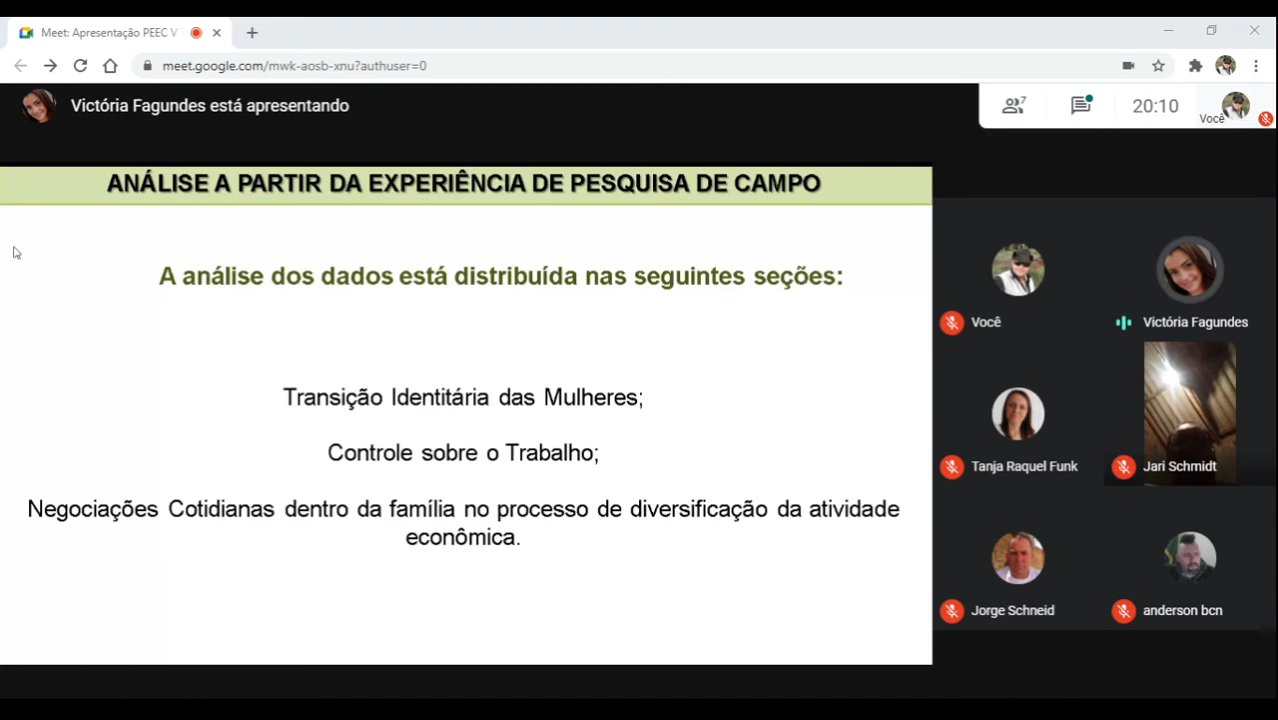 Meet: Apresentação PEEC V
meet.google.com/mwk-aosb-xnu?authuser=0
Victória Fagundes está apresentando
7
20:10
Você
ANÁLISE A PARTIR DA EXPERIÊNCIA DE PESQUISA DE CAMPO
A análise dos dados está distribuída nas seguintes seções:
Transição Identitária das Mulheres;
Controle sobre o Trabalho;
Negociações Cotidianas dentro da família no processo de diversificação da atividade
econômica.
Você
Victória Fagundes
Tanja Raquel Funk
Jari Schmidt
Jorge Schneid
anderson bcn